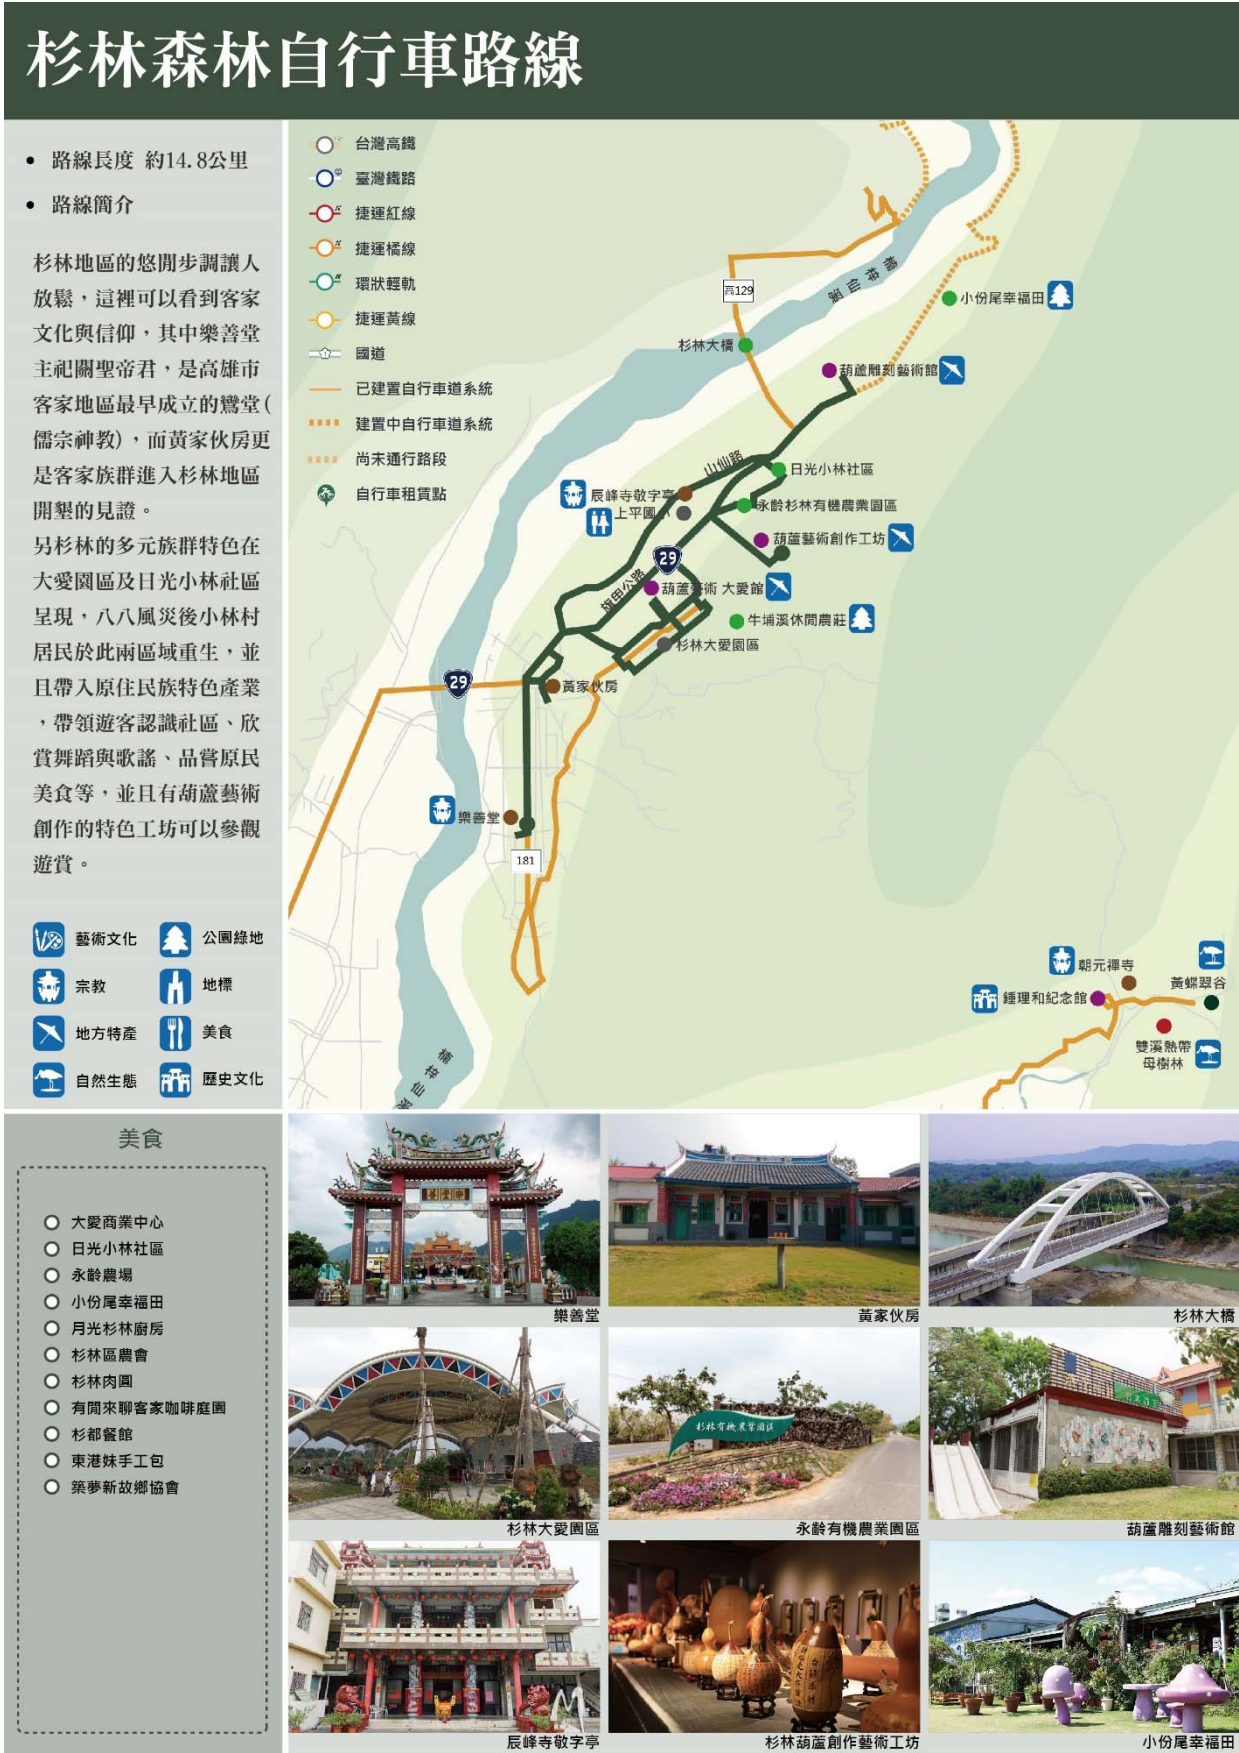 杉林森林自行車路線
• 路線長度 約14.8公里
• 路線簡介
杉林地區的悠閒步調讓人
放鬆，這裡可以看到客家
文化與信仰，其中樂善堂
主祀關聖帝君，是高雄市
客家地區最早成立的鸞堂(
儒宗神教)，而黃家伙房更
是客家族群進入杉林地區
開墾的見證。
另杉林的多元族群特色在
大愛園區及日光小林社區
呈現，八八風災後小林村
居民於此兩區域重生，並
且帶入原住民族特色產業
，帶領遊客認識社區、欣
賞舞蹈與歌謠、品嘗原民
美食等，並且有葫蘆藝術
創作的特色工坊可以參觀
遊賞。
藝術文化
公園綠地
宗教
地標
地方特產
美食
自然生態
歷史文化
台灣高鐵
臺灣鐵路
捷運紅線
捷運橘線
環狀輕軌
捷運黃線
國道
已建置自行車道系統
建置中自行車道系統
尚未通行路段
自行車租賃點
楠梓仙溪
高129
小份尾幸福田
杉林大橋
葫蘆雕刻藝術館
山仙路
日光小林社區
辰峰寺敬字亭
上平國小
永齡杉林有機農業園區
葫蘆藝術創作工坊
29
旗甲公路
葫蘆藝術 大愛館
牛埔溪休閒農莊
杉林大愛園區
29
黃家伙房
樂善堂
181
朝元禪寺
黃蝶翠谷
鍾理和紀念館
雙溪熱帶
母樹林
楠梓仙溪
美食
大愛商業中心
日光小林社區
永齡農場
小份尾幸福田
月光杉林廚房
杉林區農會
杉林肉圓
有閒來聊客家咖啡庭園
杉都餐館
東港妹手工包
築夢新故鄉協會
樂善堂
黃家伙房
杉林大橋
杉林有機農業園區
杉林大愛園區
永齡有機農業園區
葫蘆雕刻藝術館
辰峰寺敬字亭
杉林葫蘆創作藝術工坊
小份尾幸福田